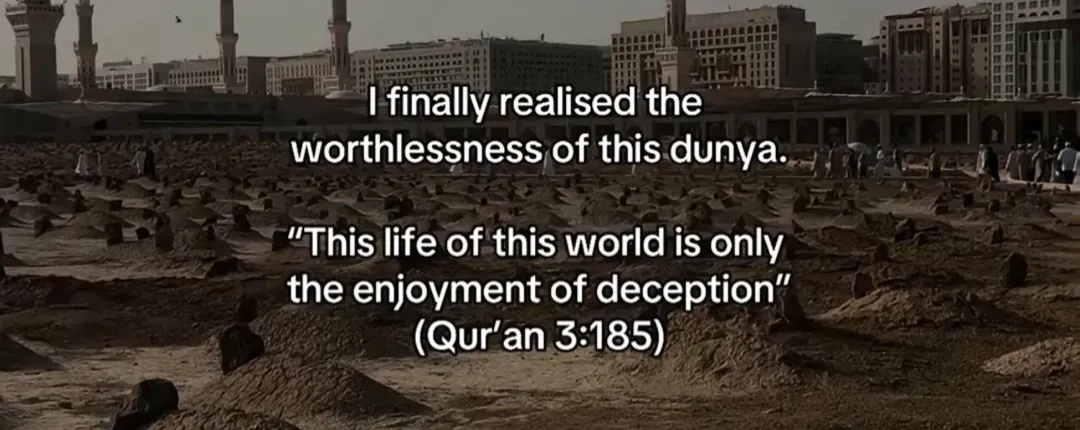 I finally realised the
worthlessness of this dunya.
“This life of this world is only
the enjoyment of deception”
(Qur’an 3:185)